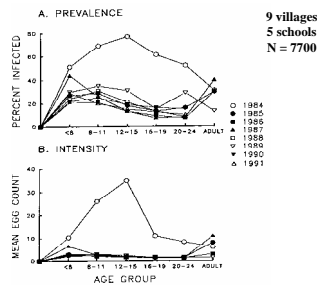 A. PREVALENCE
9 villages
5 schools
N = 7700
PERCENT INFECTED
80
60
40
20
0
<6 6-11 12-15 16-19 20-24 ADULT
1984
1985
1986
1987
1988
1989
1990
1991
B. INTENSITY
MEAN EGG COUNT
40
30
20
10
0
<6 6-11 12-15 16-19 20-24 ADULT
AGE GROUP